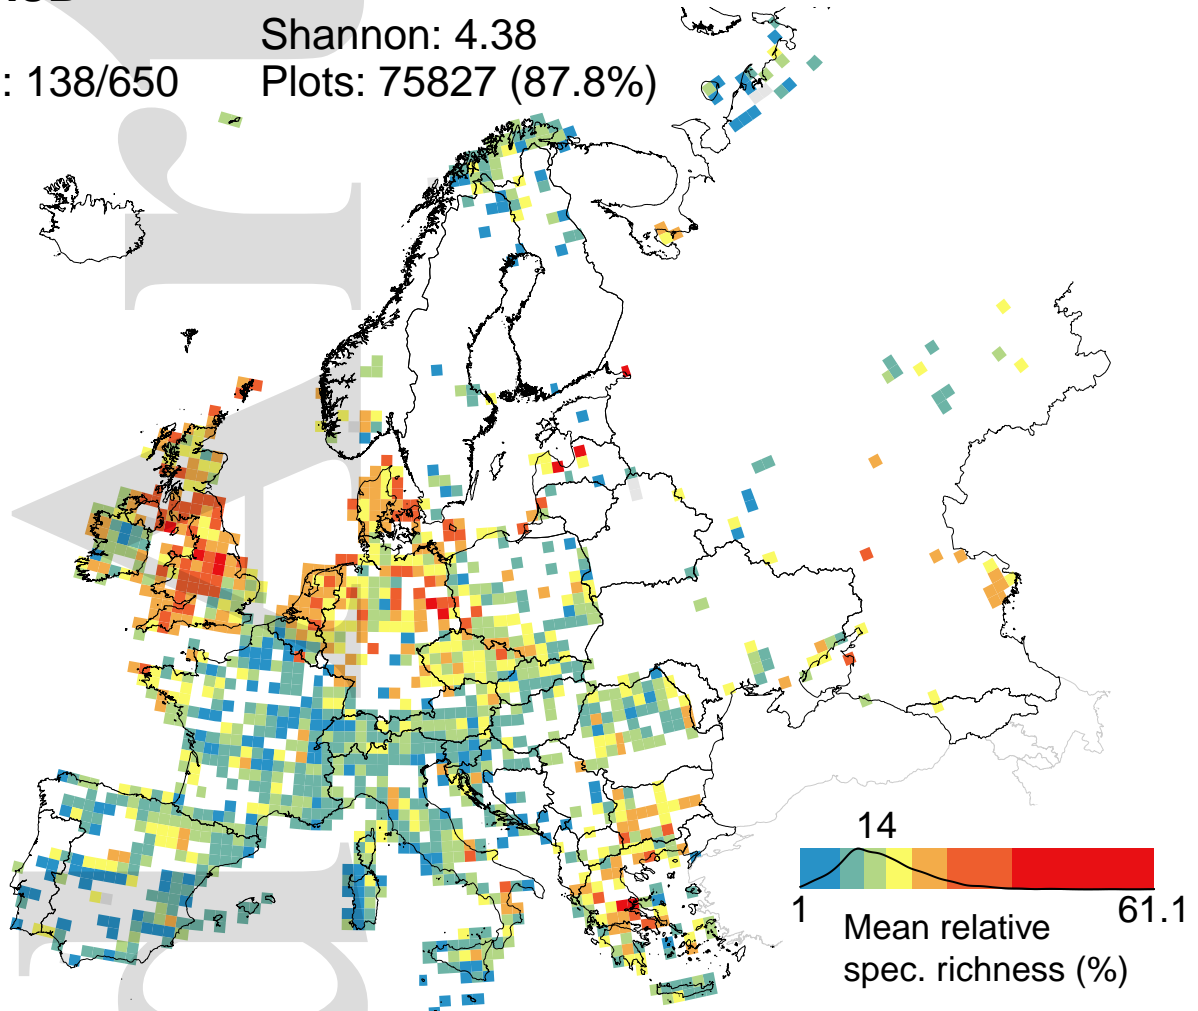 Shannon: 4.38
: 138/650
Plots: 75827 (87.8%)
14
1
61.1
Mean relative
spec. richness (%)